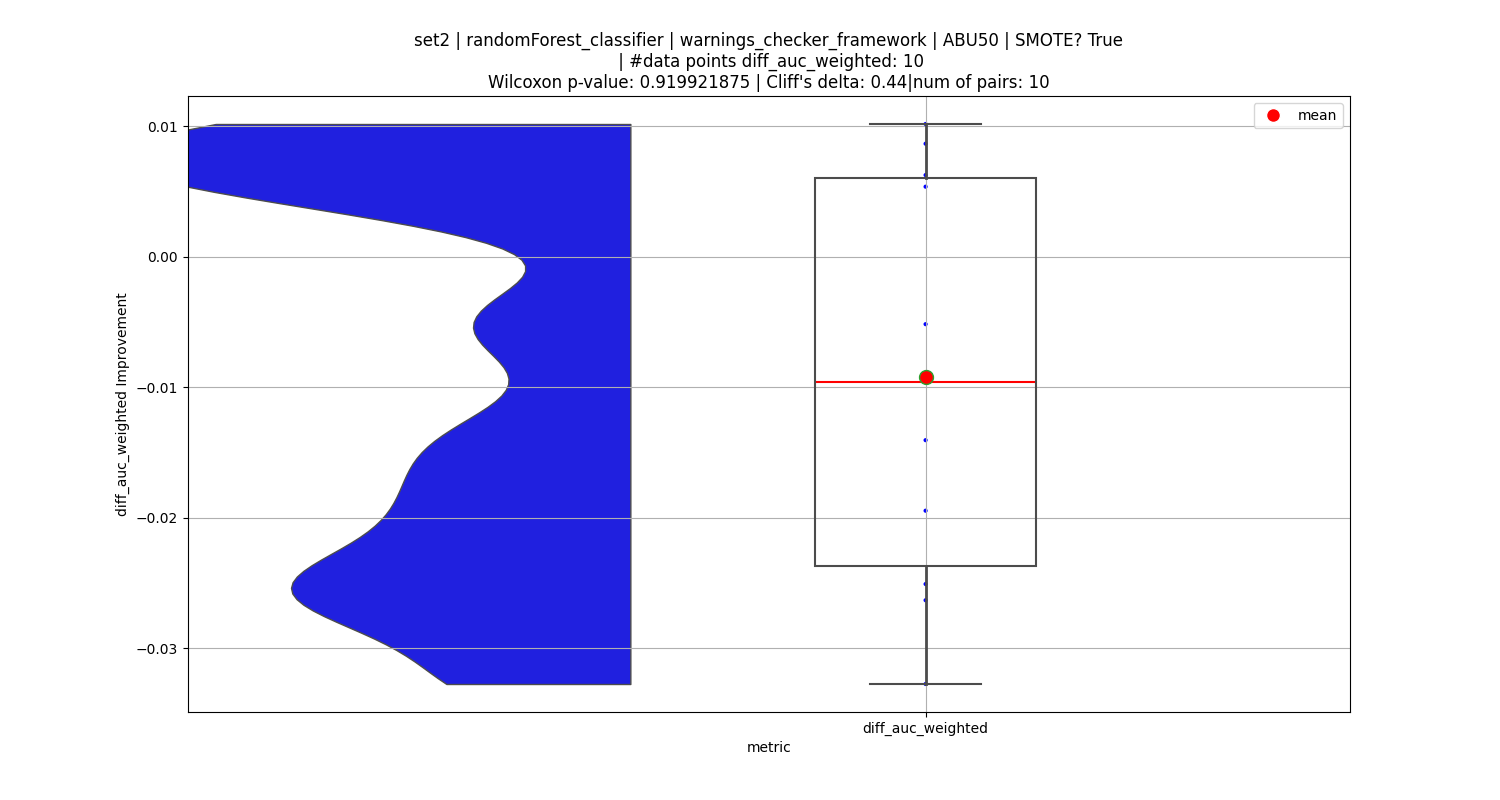 set2 | randomForest_classifier | warnings_checker_framework | ABU50 | SMOTE? True
| #data points diff_auc_weighted: 10
Wilcoxon p-value: 0.919921875 | Cliff's delta: 0.44|num of pairs: 10
mean
0.01
0.00
−0.01
−0.02
−0.03
diff_auc_weighted Improvement
diff_auc_weighted
metric